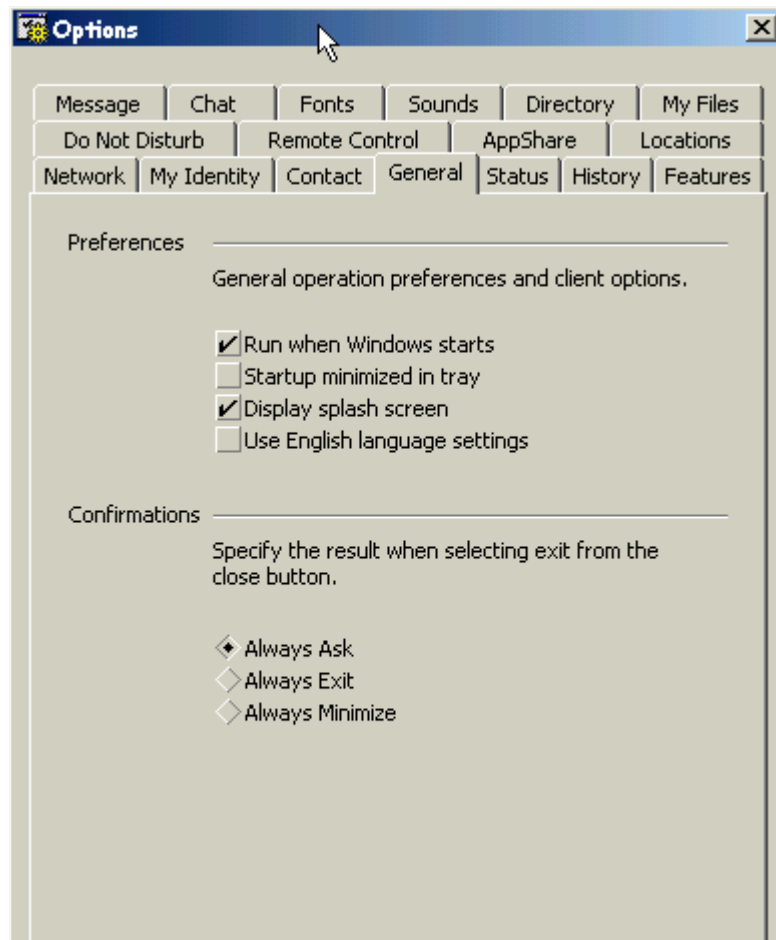 Options
Message Chat Fonts Sounds Directory My Files
Do Not Disturb Remote Control AppShare Locations
Network My Identity Contact General Status History Features
Preferences
General operation preferences and client options.
Run when Windows starts
Startup minimized in tray
Display splash screen
Use English language settings
Confirmations
Specify the result when selecting exit from the
close button.
Always Ask
Always Exit
Always Minimize